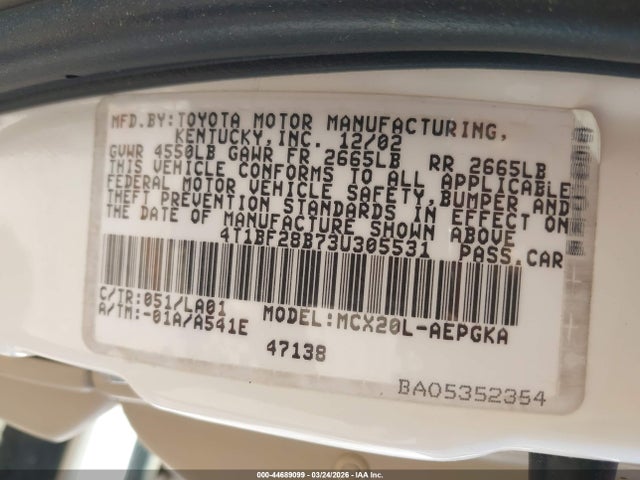 MFD.BY:TOYOTA MOTOR MANUFACTURING,
KENTUCKY,INC. 12/02
GVWR 4550LB GAWR FR 2665LB RR 2665LB
THIS VEHICLE CONFORMS TO ALL APPLICABLE
FEDERAL MOTOR VEHICLE SAFETY,BUMPER AND
THEFT PREVENTION STANDARDS IN EFFECT ON
THE DATE OF MANUFACTURE SHOWN ABOVE
4T1BF28B73U305531 PASS.CAR
C/TR:051/LA01 MODEL:MCX20L-AEPGKA
A/TM:-01A/A541E
47138
BA05352354
000-44689099 - 03/24/2026 - IAAI.COM